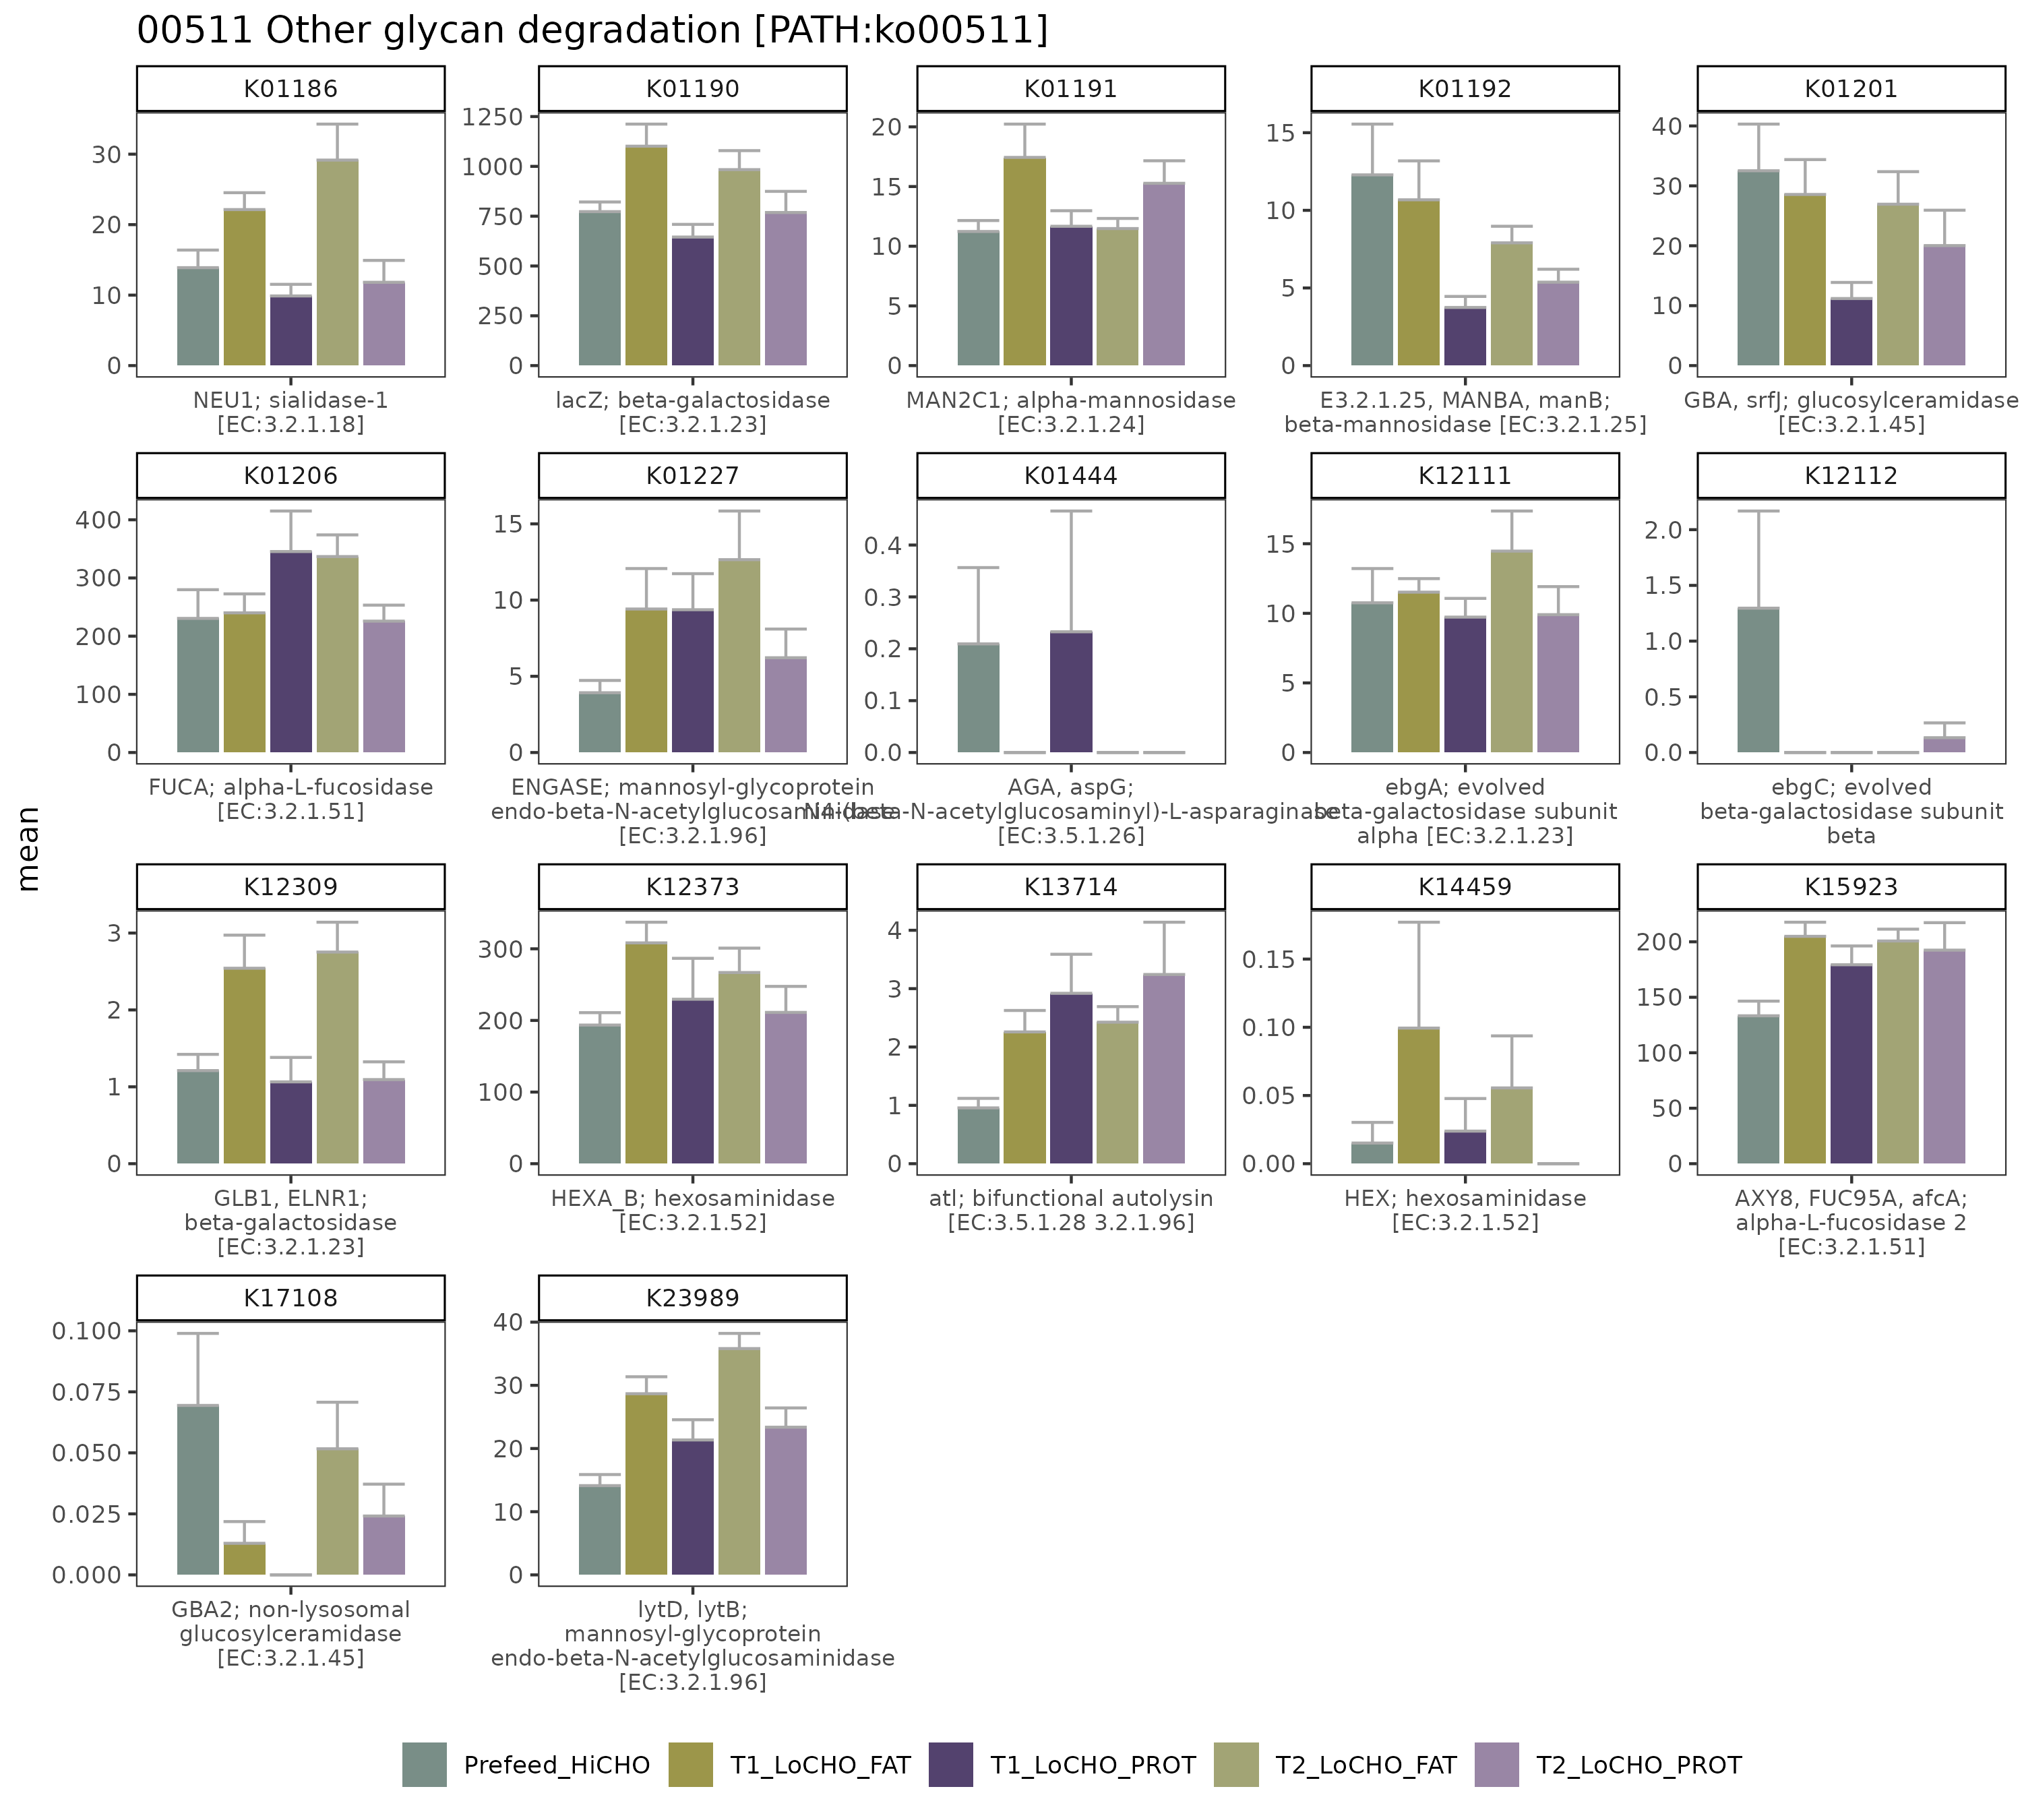 00511 Other glycan degradation [PATH:ko00511]
mean
K01186
30
20
10
0
NEU1; sialidase-1
[EC:3.2.1.18]
K01190
1250
1000
750
500
250
0
lacZ; beta-galactosidase
[EC:3.2.1.23]
K01191
20
15
10
5
0
MAN2C1; alpha-mannosidase
[EC:3.2.1.24]
K01192
15
10
5
0
E3.2.1.25, MANBA, manB;
beta-mannosidase [EC:3.2.1.25]
K01201
40
30
20
10
0
GBA, srfJ; glucosylceramidase
[EC:3.2.1.45]
K01206
400
300
200
100
0
FUCA; alpha-L-fucosidase
[EC:3.2.1.51]
K01227
15
10
5
0
ENGASE; mannosyl-glycoprotein
endo-beta-N-acetylglucosaminidase
[EC:3.2.1.96]
K01444
0.4
0.3
0.2
0.1
0.0
AGA, aspG;
N4-(beta-N-acetylglucosaminyl)-L-asparaginase
[EC:3.5.1.26]
K12111
15
10
5
0
ebgA; evolved
beta-galactosidase subunit
alpha [EC:3.2.1.23]
K12112
2.0
1.5
1.0
0.5
0.0
ebgC; evolved
beta-galactosidase subunit
beta
K12309
3
2
1
0
GLB1, ELNR1;
beta-galactosidase
[EC:3.2.1.23]
K12373
300
200
100
0
HEXA_B; hexosaminidase
[EC:3.2.1.52]
K13714
4
3
2
1
0
atl; bifunctional autolysin
[EC:3.5.1.28 3.2.1.96]
K14459
0.15
0.10
0.05
0.00
HEX; hexosaminidase
[EC:3.2.1.52]
K15923
200
150
100
50
0
AXY8, FUC95A, afcA;
alpha-L-fucosidase 2
[EC:3.2.1.51]
K17108
0.100
0.075
0.050
0.025
0.000
GBA2; non-lysosomal
glucosylceramidase
[EC:3.2.1.45]
K23989
40
30
20
10
0
lytD, lytB;
mannosyl-glycoprotein
endo-beta-N-acetylglucosaminidase
[EC:3.2.1.96]
Prefeed_HiCHO
T1_LoCHO_FAT
T1_LoCHO_PROT
T2_LoCHO_FAT
T2_LoCHO_PROT